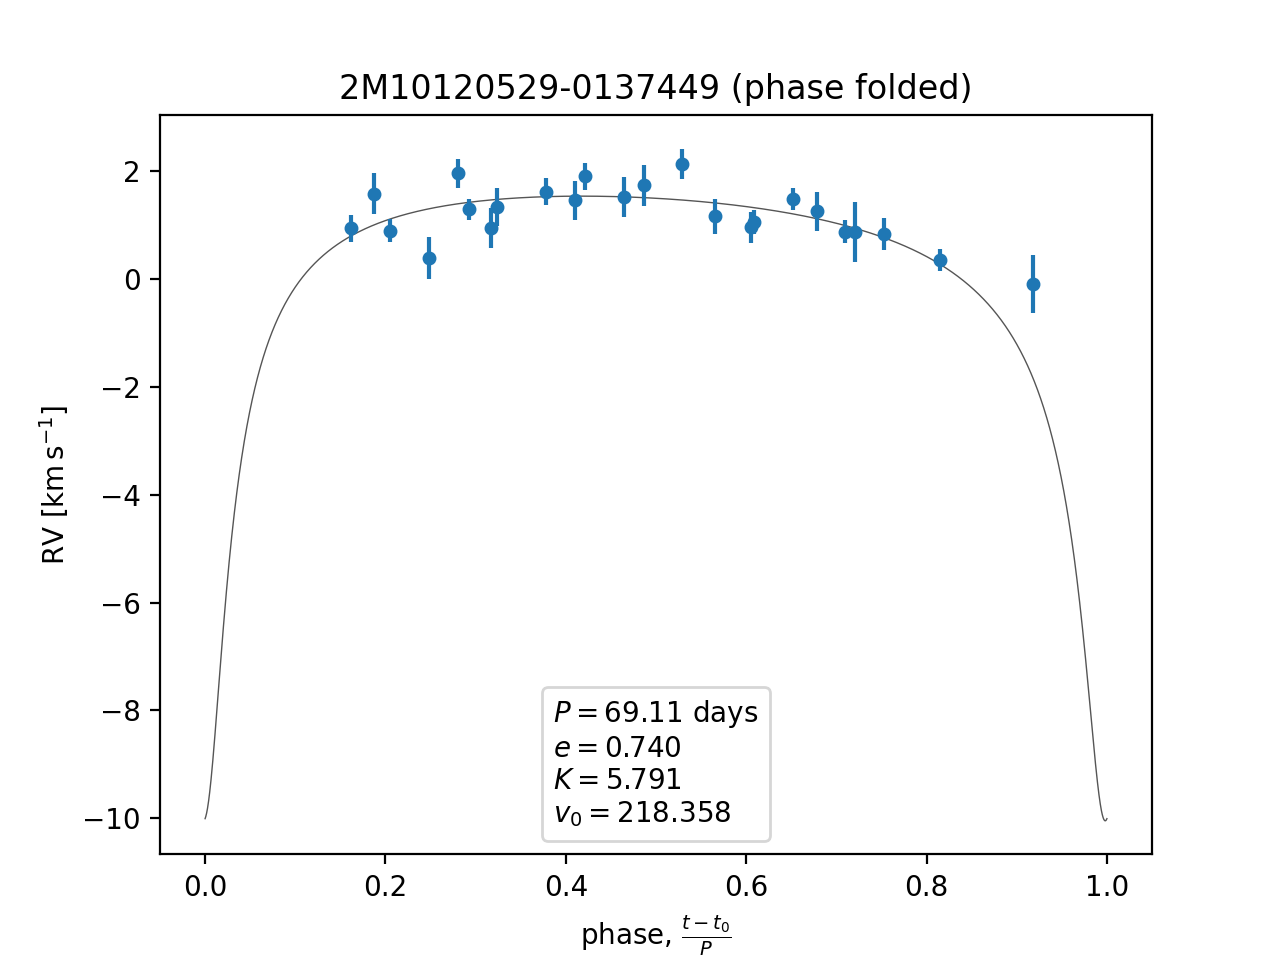 2M10120529-0137449 (phase folded)
RV [km s⁻¹]
2
0
−2
−4
−6
−8
−10
P = 69.11 days
e = 0.740
K = 5.791
v₀ = 218.358
0.0 0.2 0.4 0.6 0.8 1.0
phase, (t − t₀)/P